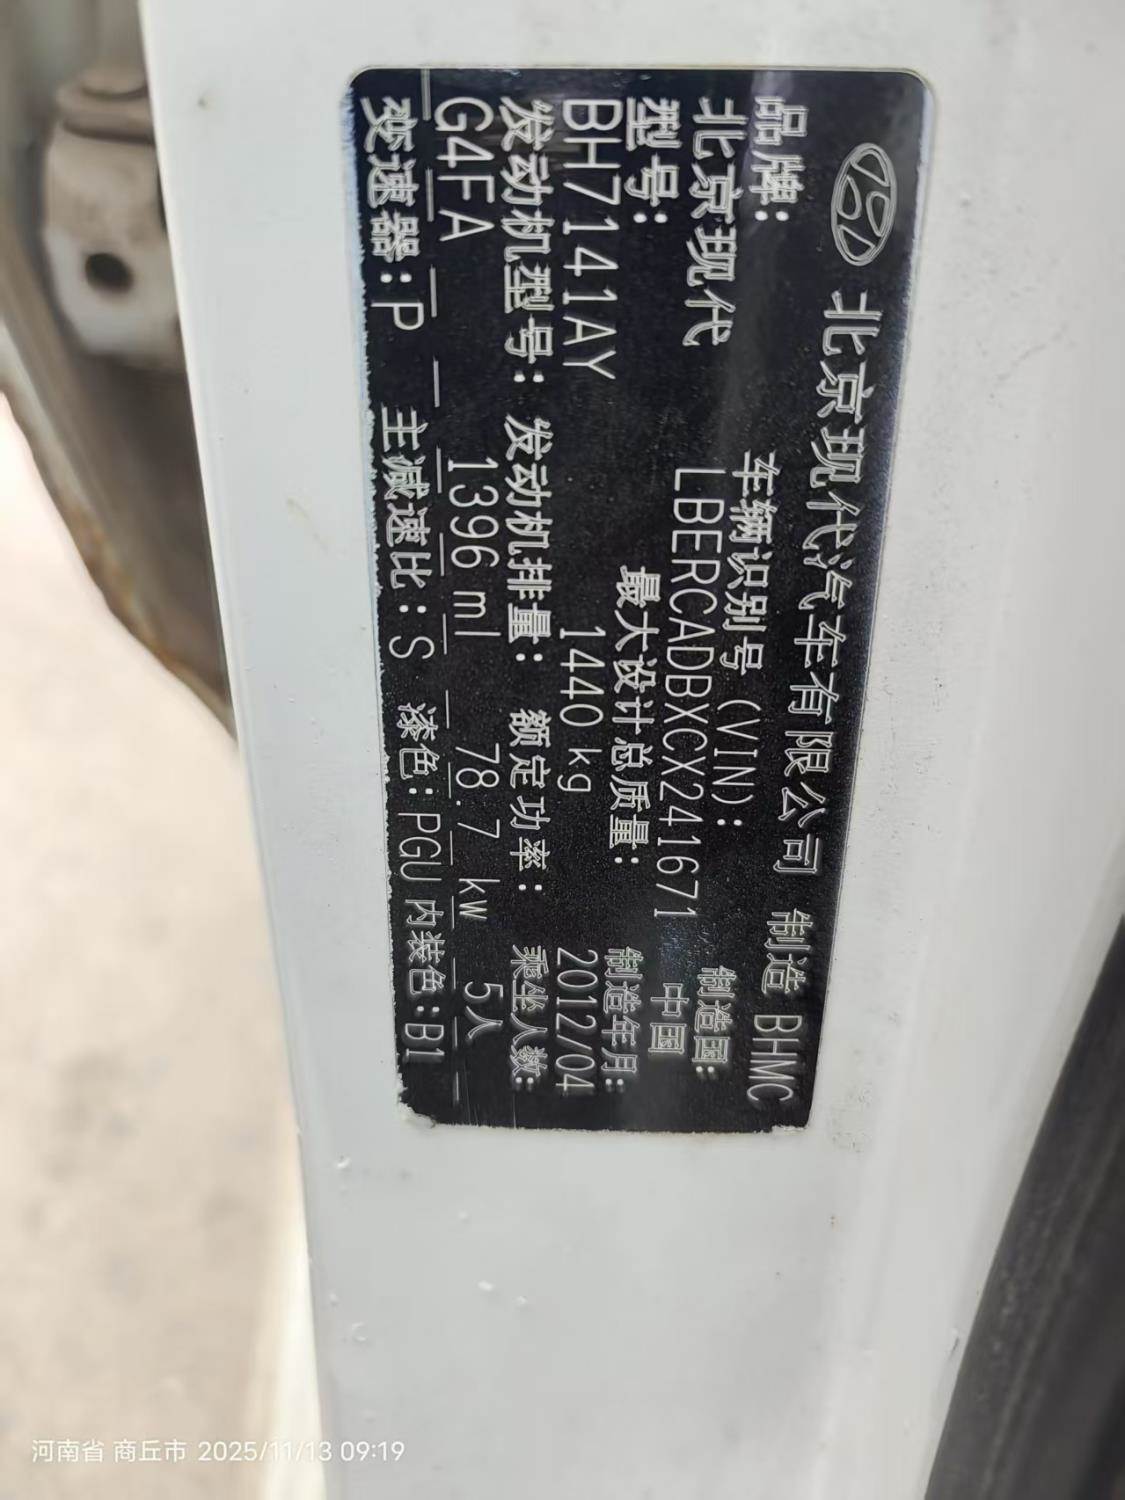 北京现代汽车有限公司 制造 BHMC
品牌: 车辆识别号 (VIN): 制造国:
北京现代 LBERCADBXCX241671 中国
型号: 最大设计总质量: 制造年月:
BH7141AY 1440 kg 2012/04
发动机型号: 发动机排量: 额定功率: 乘坐人数:
G4FA 1396 ml 78.7 kw 5人
变速器:P 主减速比:S 漆色:PGU 内装色:B1
河南省 商丘市 2025/11/13 09:19